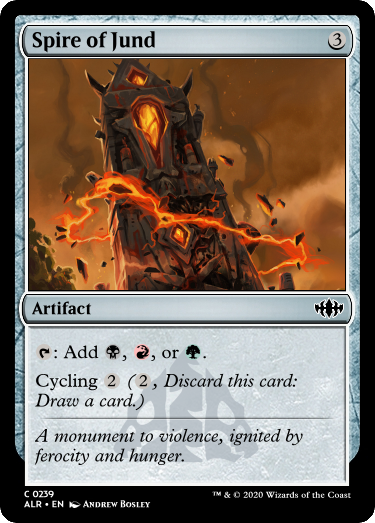 Spire of Jund 3
Artifact
: Add , , or .
Cycling 2 (2, Discard this card:
Draw a card.)
A monument to violence, ignited by
ferocity and hunger.
C 0239
ALR • EN Andrew Bosley
™ & © 2020 Wizards of the Coast